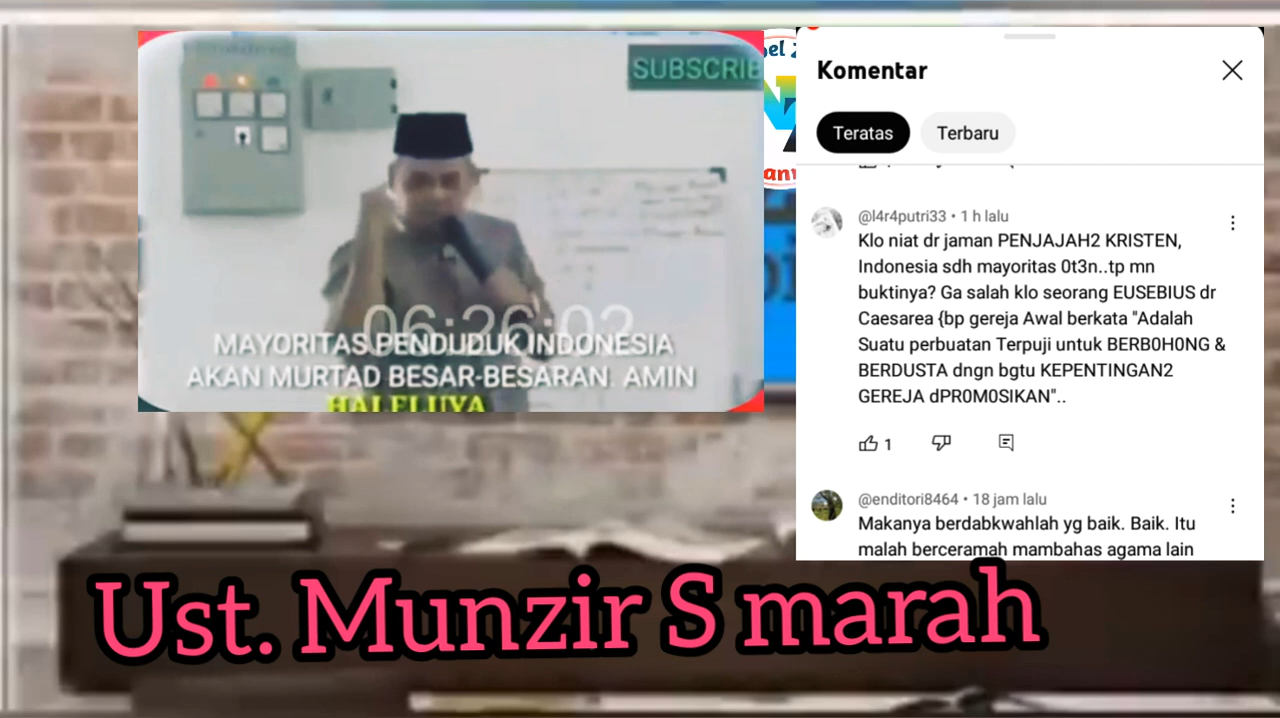 SUBSCRIB
06:26:02
MAYORITAS PENDUDUK INDONESIA
AKAN MURTAD BESAR-BESARAN. AMIN
HALELUYA
Komentar
Teratas
Terbaru
@l4r4putri33 • 1 h lalu
Klo niat dr jaman PENJAJAH2 KRISTEN,
Indonesia sdh mayoritas 0t3n..tp mn
buktinya? Ga salah klo seorang EUSEBIUS dr
Caesarea {bp gereja Awal berkata "Adalah
Suatu perbuatan Terpuji untuk BERB0H0NG &
BERDUSTA dngn bgtu KEPENTINGAN2
GEREJA dPR0M0SIKAN"..
1
@enditori8464 • 18 jam lalu
Makanya berdabkwahlah yg baik. Baik. Itu
malah berceramah mambahas agama lain
Ust. Munzir S marah